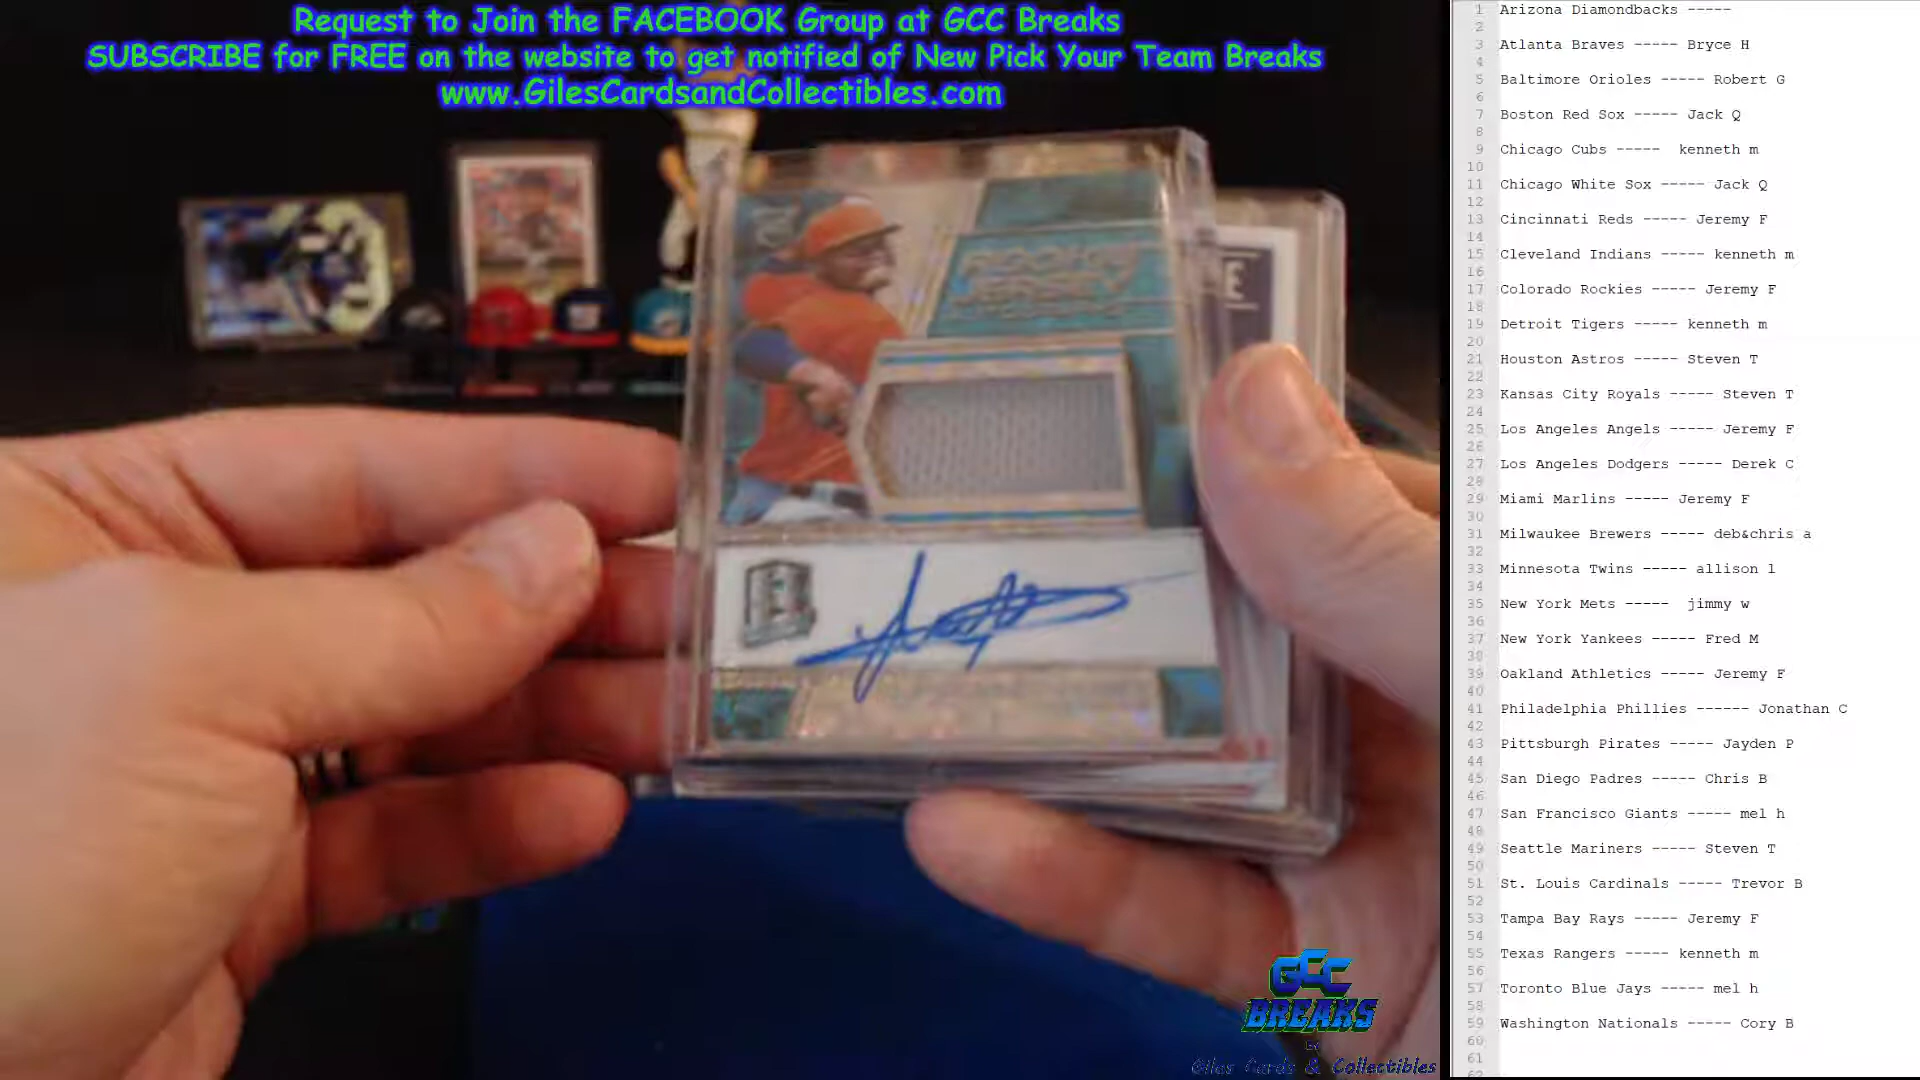 Request to Join the FACEBOOK Group at GCC Breaks
SUBSCRIBE for FREE on the website to get notified of New Pick Your Team Breaks
www.GilesCardsandCollectibles.com
ROOKIE
JERSEY
GCC
BREAKS
BY
Giles Cards & Collectibles
1 Arizona Diamondbacks -----
2
3 Atlanta Braves ----- Bryce H
4
5 Baltimore Orioles ----- Robert G
6
7 Boston Red Sox ----- Jack Q
8
9 Chicago Cubs ----- kenneth m
10
11 Chicago White Sox ----- Jack Q
12
13 Cincinnati Reds ----- Jeremy F
14
15 Cleveland Indians ----- kenneth m
16
17 Colorado Rockies ----- Jeremy F
18
19 Detroit Tigers ----- kenneth m
20
21 Houston Astros ----- Steven T
22
23 Kansas City Royals ----- Steven T
24
25 Los Angeles Angels ----- Jeremy F
26
27 Los Angeles Dodgers ----- Derek C
28
29 Miami Marlins ----- Jeremy F
30
31 Milwaukee Brewers ----- deb&chris a
32
33 Minnesota Twins ----- allison l
34
35 New York Mets ----- jimmy w
36
37 New York Yankees ----- Fred M
38
39 Oakland Athletics ----- Jeremy F
40
41 Philadelphia Phillies ------ Jonathan C
42
43 Pittsburgh Pirates ----- Jayden P
44
45 San Diego Padres ----- Chris B
46
47 San Francisco Giants ----- mel h
48
49 Seattle Mariners ----- Steven T
50
51 St. Louis Cardinals ----- Trevor B
52
53 Tampa Bay Rays ----- Jeremy F
54
55 Texas Rangers ----- kenneth m
56
57 Toronto Blue Jays ----- mel h
58
59 Washington Nationals ----- Cory B
60
61
62